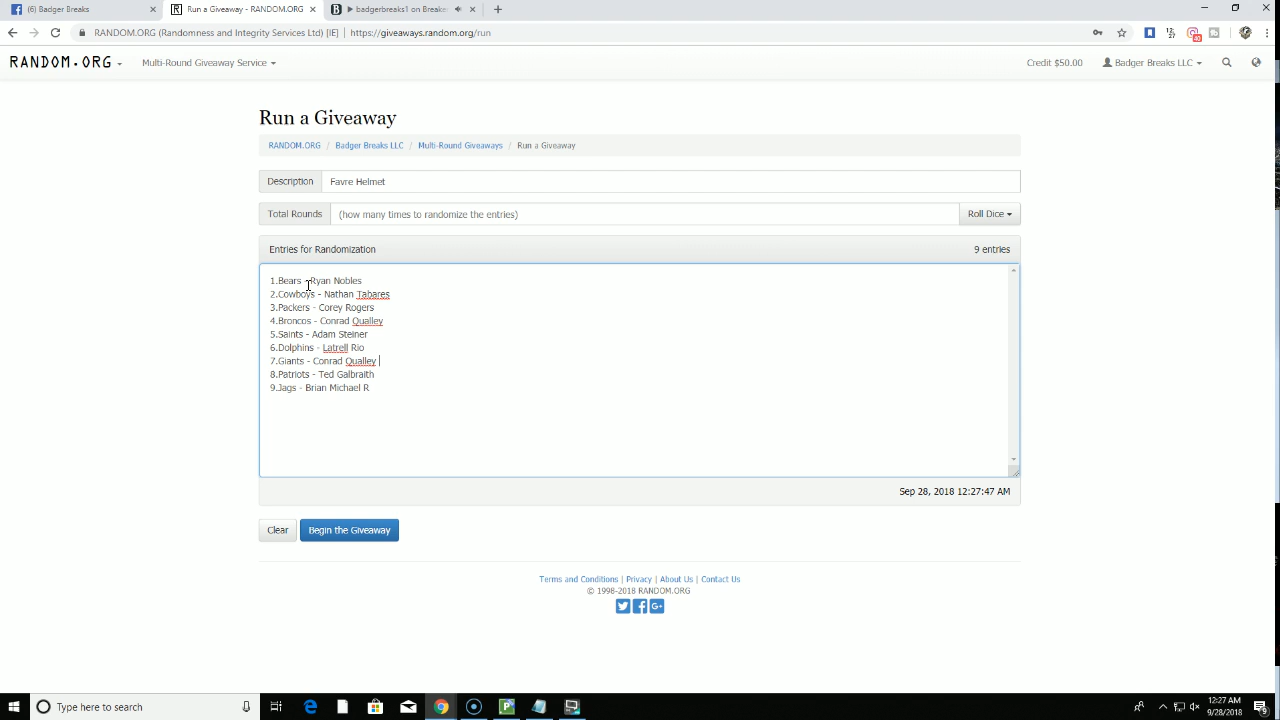 (6) Badger Breaks
Run a Giveaway - RANDOM.ORG
badgerbreaks1 on Breaker
RANDOM.ORG (Randomness and Integrity Services Ltd) [IE] | https://giveaways.random.org/run
RANDOM.ORG
Multi-Round Giveaway Service
Credit $50.00
Badger Breaks LLC
Run a Giveaway
RANDOM.ORG / Badger Breaks LLC / Multi-Round Giveaways / Run a Giveaway
Description Favre Helmet
Total Rounds (how many times to randomize the entries) Roll Dice
Entries for Randomization 9 entries
1.Bears - Ryan Nobles
2.Cowboys - Nathan Tabares
3.Packers - Corey Rogers
4.Broncos - Conrad Qualley
5.Saints - Adam Steiner
6.Dolphins - Latrell Rio
7.Giants - Conrad Qualley
8.Patriots - Ted Galbraith
9.Jags - Brian Michael R
Sep 28, 2018 12:27:47 AM
Clear Begin the Giveaway
Terms and Conditions | Privacy | About Us | Contact Us
© 1998-2018 RANDOM.ORG
Type here to search
12:27 AM
9/28/2018